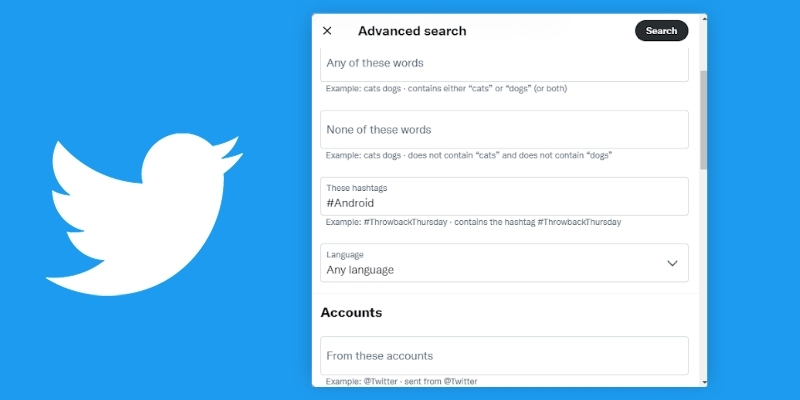 Advanced search
Search
Any of these words
Example: cats dogs · contains either “cats” or “dogs” (or both)
None of these words
Example: cats dogs · does not contain “cats” and does not contain “dogs”
These hashtags
#Android
Example: #ThrowbackThursday · contains the hashtag #ThrowbackThursday
Language
Any language
Accounts
From these accounts
Example: @Twitter · sent from @Twitter